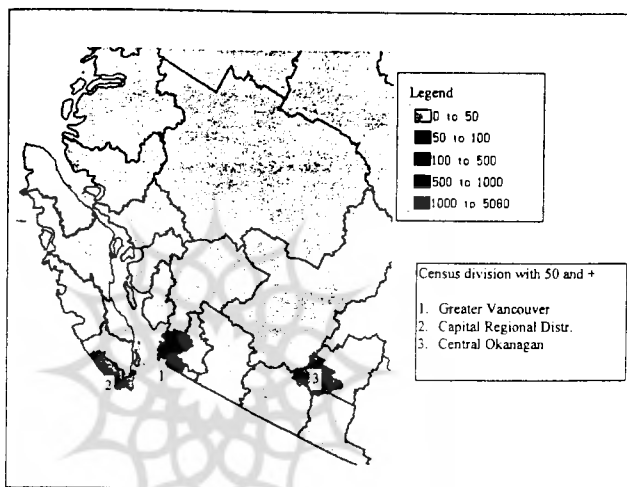 Legend
0 to 50
50 to 100
100 to 500
500 to 1000
1000 to 5080
Census division with 50 and +
1. Greater Vancouver
2. Capital Regional Distr.
3. Central Okanagan
3
2
1